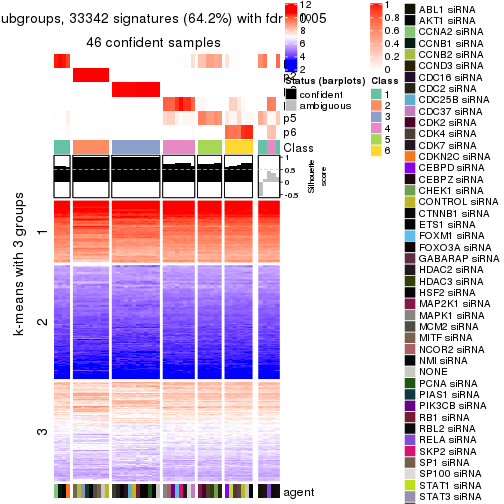 ubgroups, 33342 signatures (64.2%) with fdr < 0.05
46 confident samples
p5
p6
Class
12
10
8
6
4
2
1
0.8
0.6
0.4
0.2
0
Status (barplots)
confident
ambiguous
Class
1
2
3
4
5
6
1
0.5
0
-0.5
Silhouette
score
k-means with 3 groups
1
2
3
agent
ABL1 siRNA
AKT1 siRNA
CCNA2 siRNA
CCNB1 siRNA
CCNB2 siRNA
CCND3 siRNA
CDC16 siRNA
CDC2 siRNA
CDC25B siRNA
CDC37 siRNA
CDK2 siRNA
CDK4 siRNA
CDK7 siRNA
CDKN2C siRNA
CEBPD siRNA
CEBPZ siRNA
CHEK1 siRNA
CONTROL siRNA
CTNNB1 siRNA
ETS1 siRNA
FOXM1 siRNA
FOXO3A siRNA
GABARAP siRNA
HDAC2 siRNA
HDAC3 siRNA
HSF2 siRNA
MAP2K1 siRNA
MAPK1 siRNA
MCM2 siRNA
MITF siRNA
NCOR2 siRNA
NMI siRNA
NONE
PCNA siRNA
PIAS1 siRNA
PIK3CB siRNA
RB1 siRNA
RBL2 siRNA
RELA siRNA
SKP2 siRNA
SP1 siRNA
SP100 siRNA
STAT1 siRNA
STAT3 siRNA